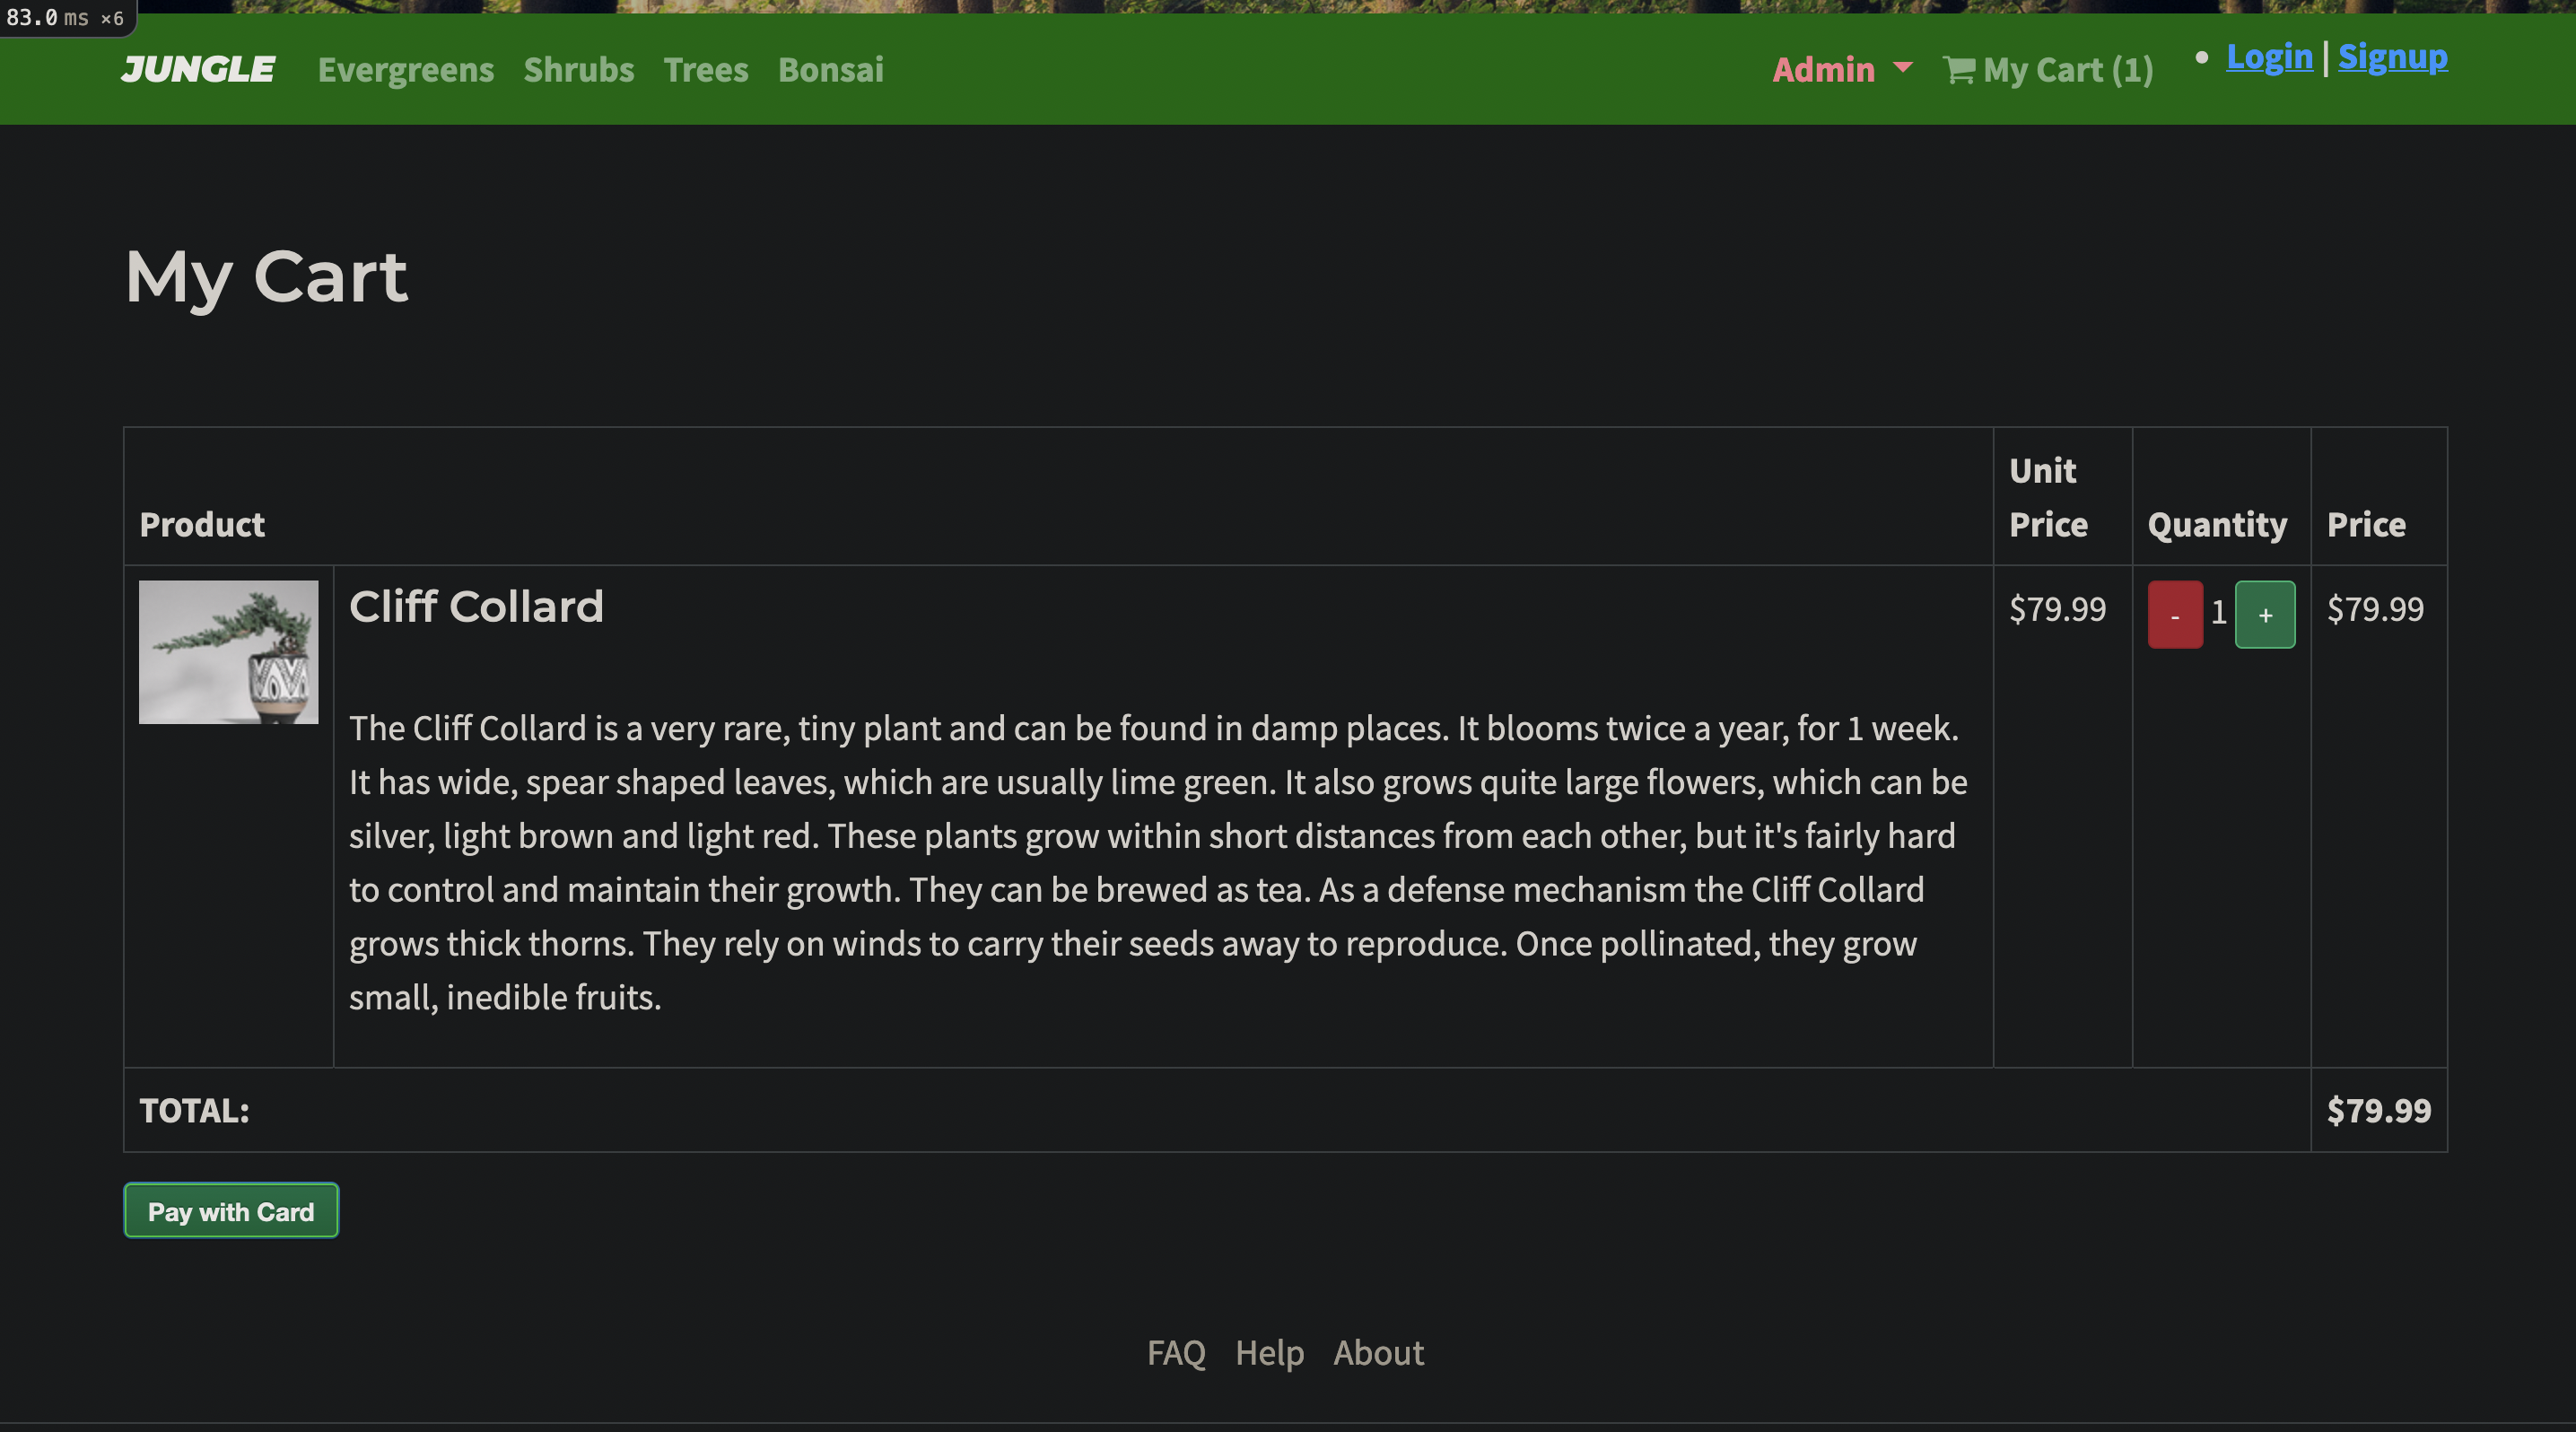 83.0 ms ×6
JUNGLE Evergreens Shrubs Trees Bonsai Admin My Cart (1) • Login | Signup
My Cart
Product Unit Price Quantity Price
Cliff Collard $79.99 - 1 + $79.99
The Cliff Collard is a very rare, tiny plant and can be found in damp places. It blooms twice a year, for 1 week.
It has wide, spear shaped leaves, which are usually lime green. It also grows quite large flowers, which can be
silver, light brown and light red. These plants grow within short distances from each other, but it's fairly hard
to control and maintain their growth. They can be brewed as tea. As a defense mechanism the Cliff Collard
grows thick thorns. They rely on winds to carry their seeds away to reproduce. Once pollinated, they grow
small, inedible fruits.
TOTAL: $79.99
Pay with Card
FAQ Help About